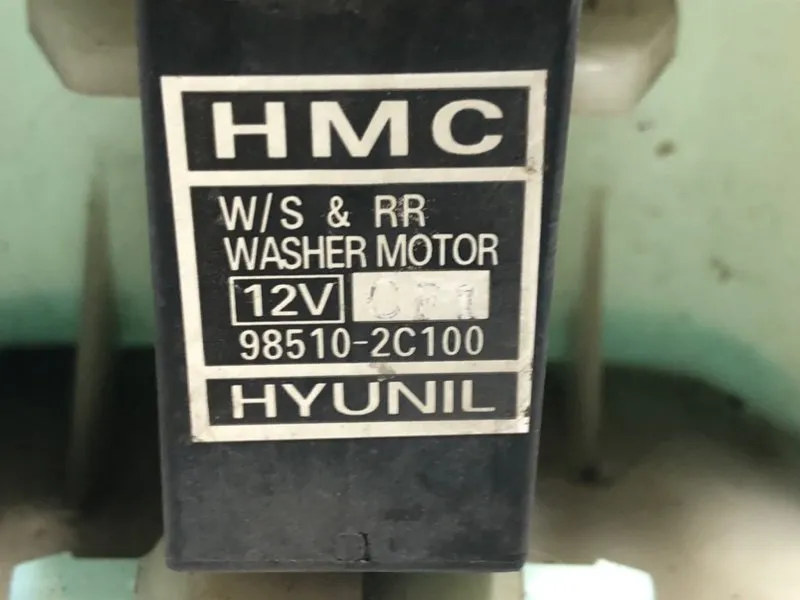 HMC
W/S & RR
WASHER MOTOR
12V
98510-2C100
HYUNIL